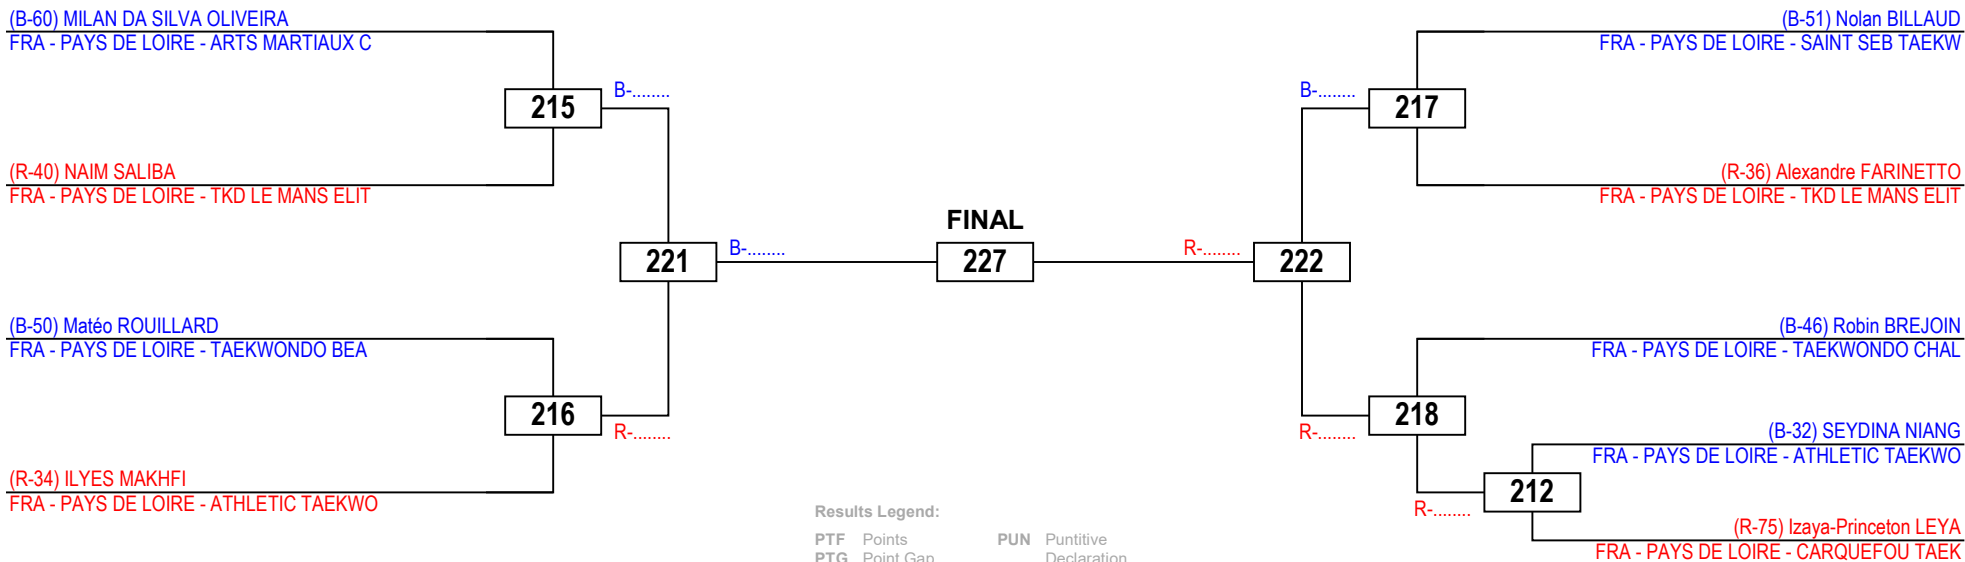 (B-60) MILAN DA SILVA OLIVEIRA
FRA - PAYS DE LOIRE - ARTS MARTIAUX C
215
B-........
(R-40) NAIM SALIBA
FRA - PAYS DE LOIRE - TKD LE MANS ELIT
221
B-........
(B-50) Matéo ROUILLARD
FRA - PAYS DE LOIRE - TAEKWONDO BEA
216
R-........
(R-34) ILYES MAKHFI
FRA - PAYS DE LOIRE - ATHLETIC TAEKWO
FINAL
227
(B-51) Nolan BILLAUD
FRA - PAYS DE LOIRE - SAINT SEB TAEKW
B-........
217
(R-36) Alexandre FARINETTO
FRA - PAYS DE LOIRE - TKD LE MANS ELIT
R-........
222
(B-46) Robin BREJOIN
FRA - PAYS DE LOIRE - TAEKWONDO CHAL
R-........
218
(B-32) SEYDINA NIANG
FRA - PAYS DE LOIRE - ATHLETIC TAEKWO
R-........
212
(R-75) Izaya-Princeton LEYA
FRA - PAYS DE LOIRE - CARQUEFOU TAEK
Results Legend:
PTF Points PUN Puntitive
PTG Point Gap Declaration